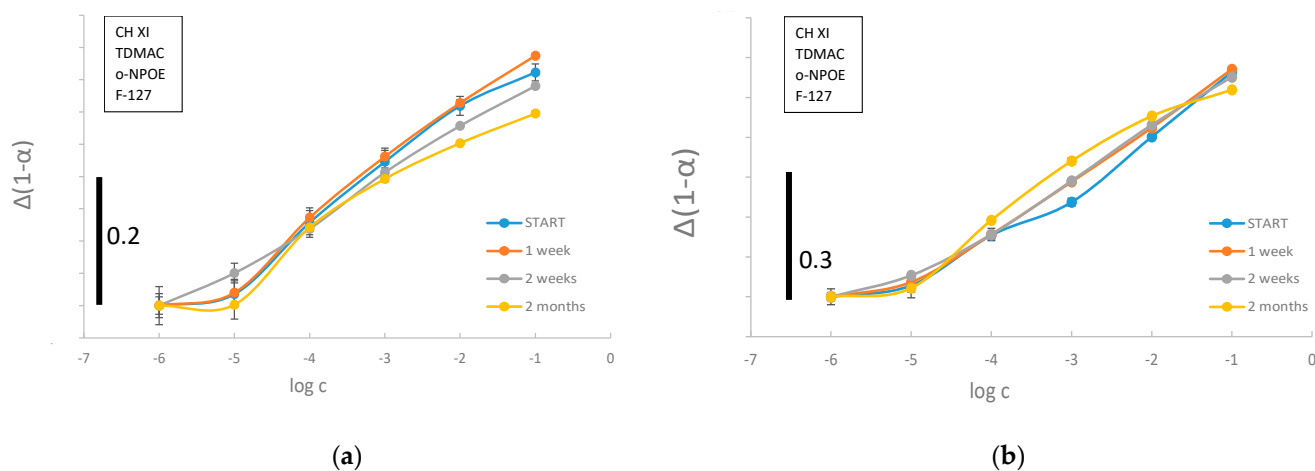 CH XI
TDMAC
o-NPOE
F-127
Δ(1-α)
0.2
START
1 week
2 weeks
2 months
-7 -6 -5 -4 -3 -2 -1 0
log c
(a)
CH XI
TDMAC
o-NPOE
F-127
Δ(1-α)
0.3
START
1 week
2 weeks
2 months
-7 -6 -5 -4 -3 -2 -1 0
log c
(b)